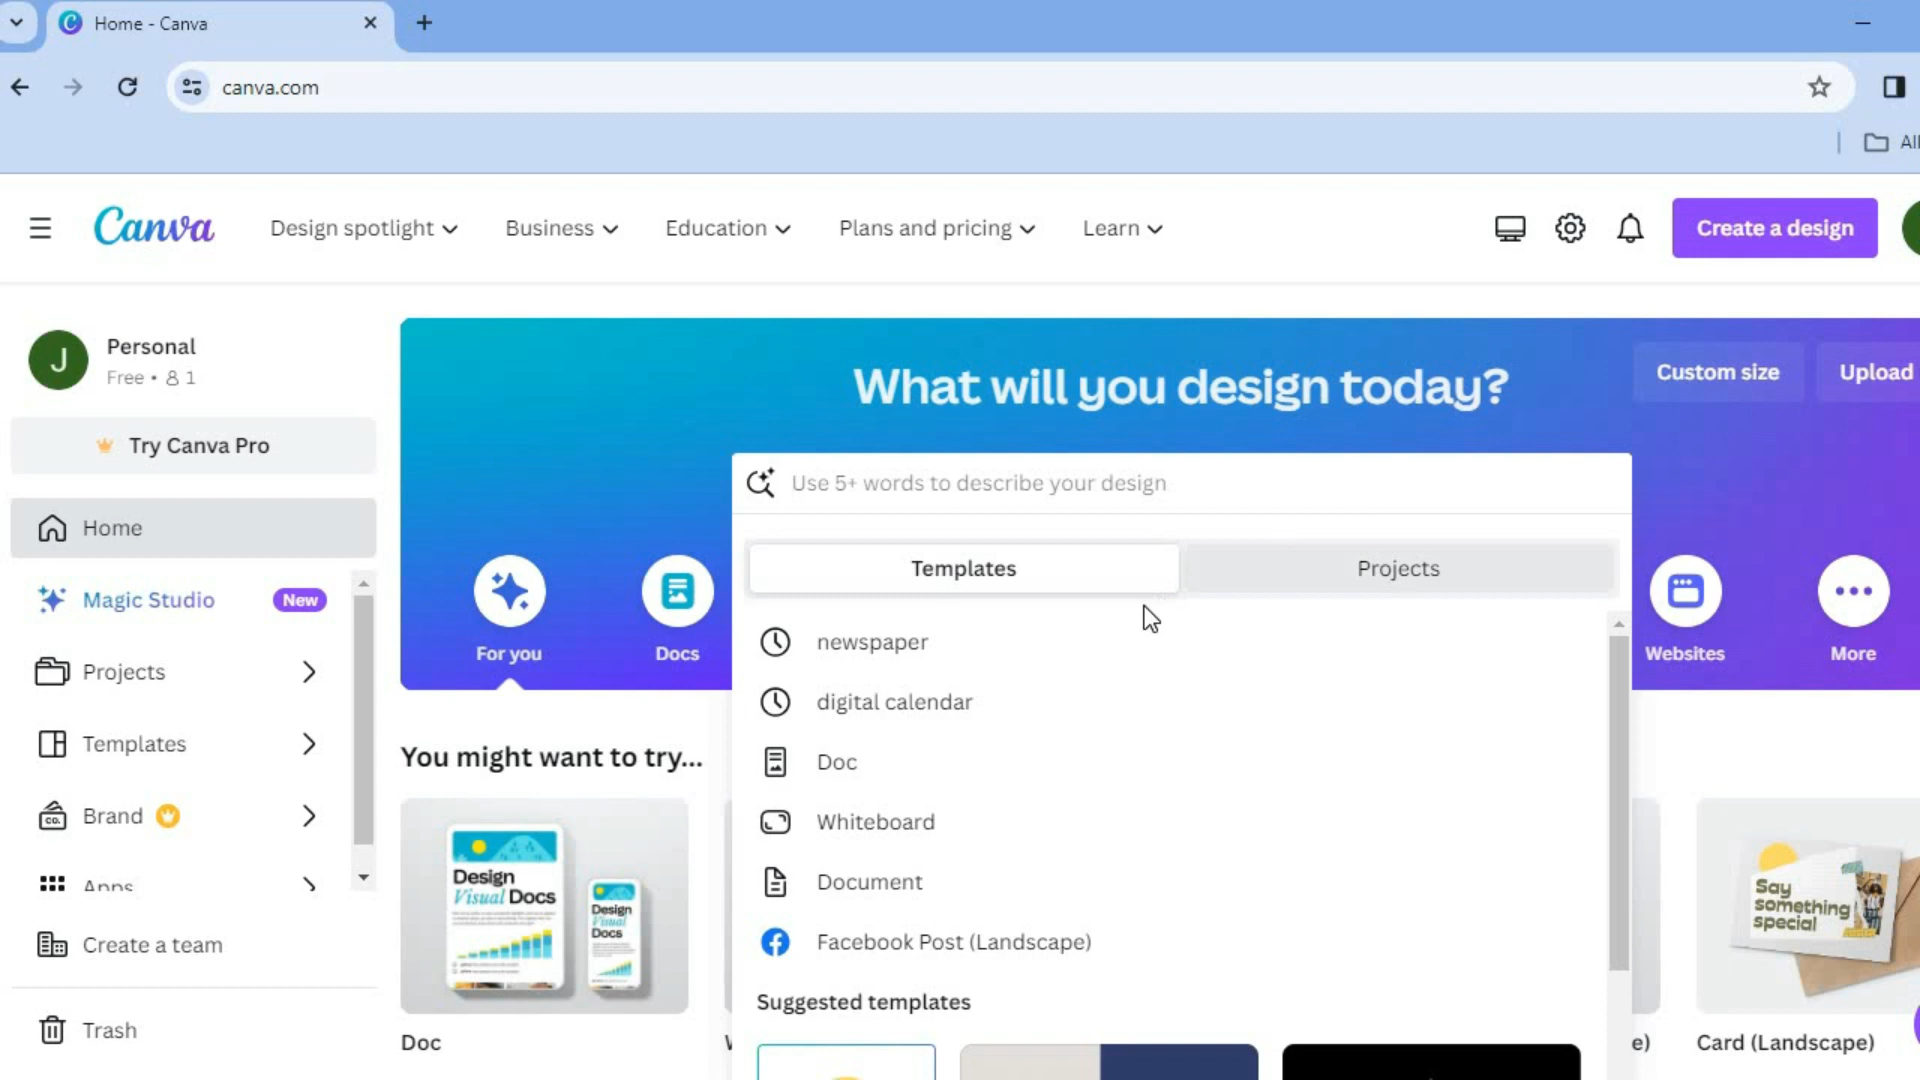 Home - Canva
canva.com
All
Canva
Design spotlight
Business
Education
Plans and pricing
Learn
Create a design
J
Personal
Free • 1
Try Canva Pro
Home
Magic Studio
New
Projects
Templates
Brand
Apps
Create a team
Trash
What will you design today?
Custom size
Upload
Use 5+ words to describe your design
Templates
Projects
newspaper
digital calendar
Doc
Whiteboard
Document
Facebook Post (Landscape)
Suggested templates
For you
Docs
Websites
More
You might want to try...
Design
Visual Docs
Design
Visual
Docs
Say
something
special
Doc
e)
Card (Landscape)